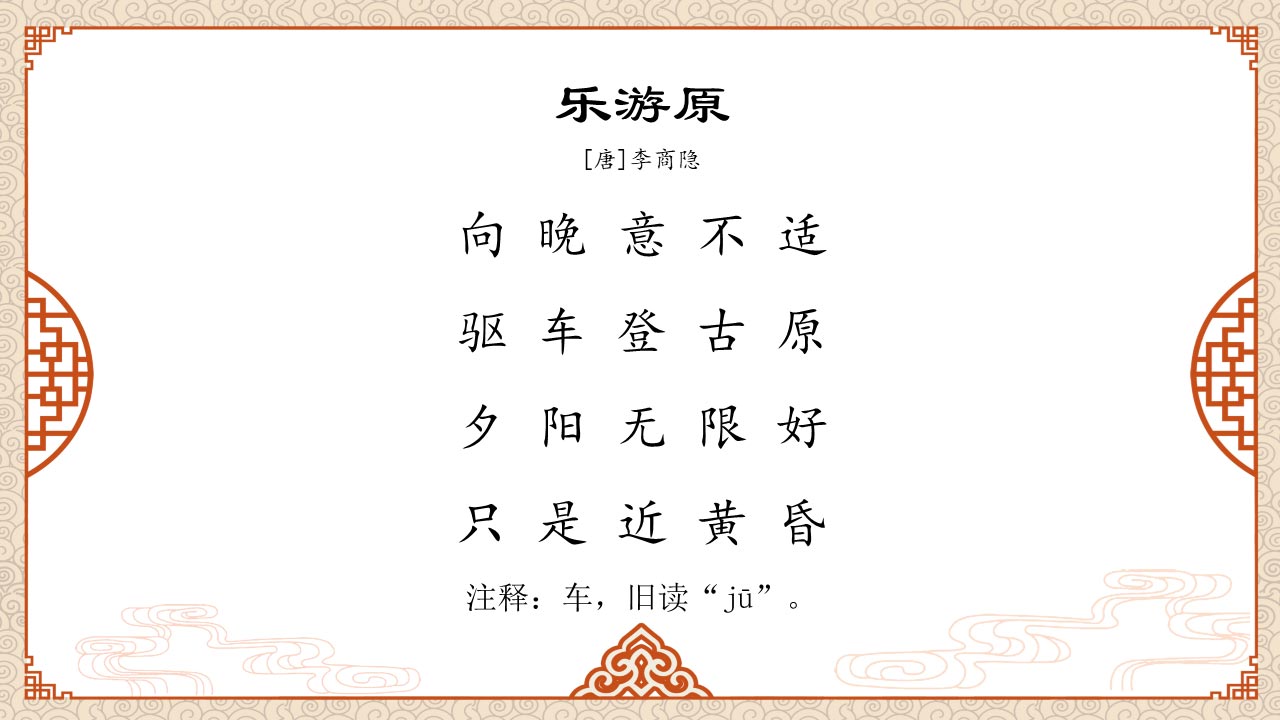 乐游原
[唐]李商隐
向晚意不适
驱车登古原
夕阳无限好
只是近黄昏
注释：车，旧读“jū”。